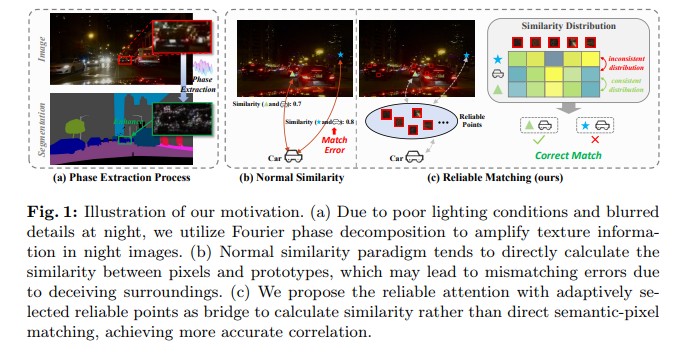 Image
Segmentation
Phase
Extraction
Enhance
(a) Phase Extraction Process
Similarity (▲and🚗): 0.7
Similarity (★and🚗): 0.8
Match
Error
Car
(b) Normal Similarity
Reliable
Points
Car
(c) Reliable Matching (ours)
Similarity Distribution
inconsistent
distribution
consistent
distribution
Correct Match
Fig. 1: Illustration of our motivation. (a) Due to poor lighting conditions and blurred
details at night, we utilize Fourier phase decomposition to amplify texture informa-
tion in night images. (b) Normal similarity paradigm tends to directly calculate the
similarity between pixels and prototypes, which may lead to mismatching errors due
to deceiving surroundings. (c) We propose the reliable attention with adaptively se-
lected reliable points as bridge to calculate similarity rather than direct semantic-pixel
matching, achieving more accurate correlation.